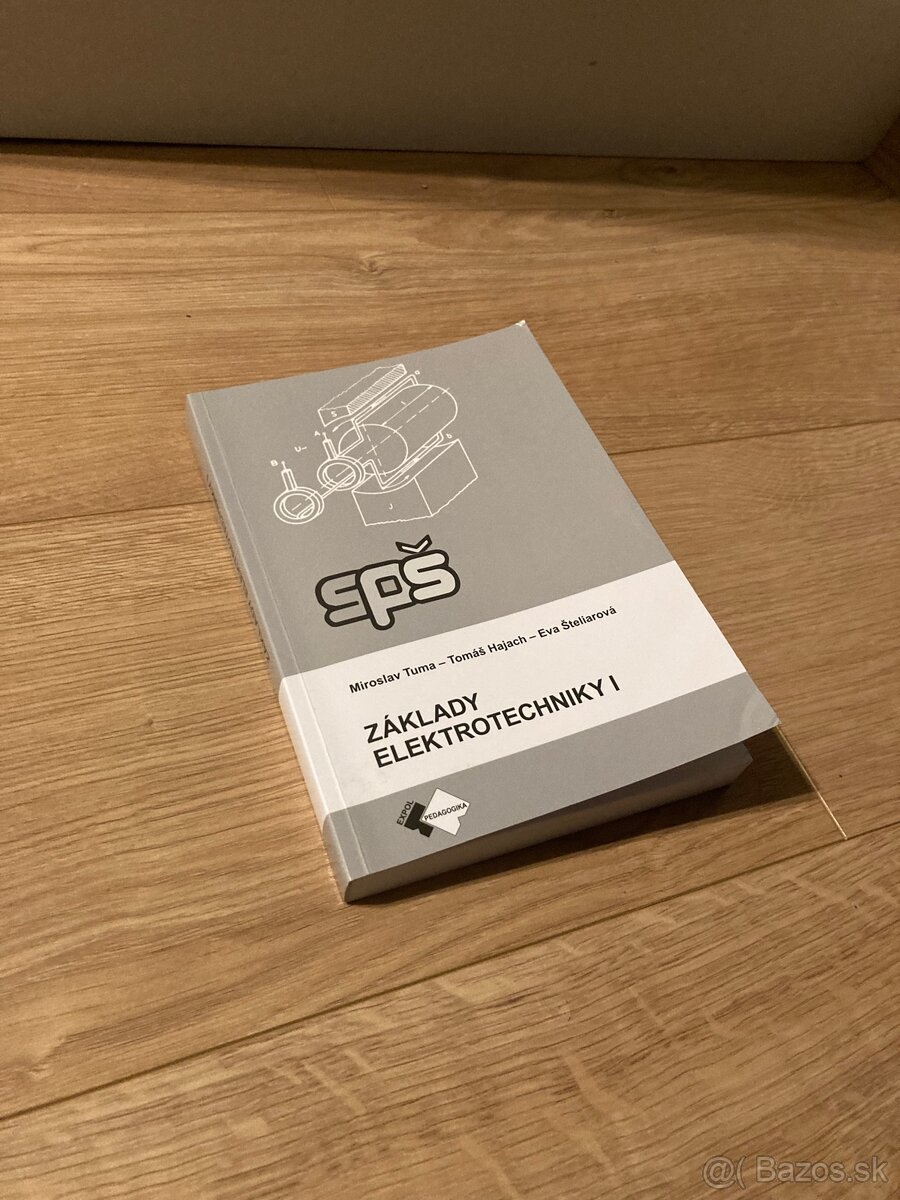 S
a
A
U~
B
b
J
SPŠ
Miroslav Tuma – Tomáš Hajach – Eva Šteliarová
ZÁKLADY
ELEKTROTECHNIKY I
EXPOL
PEDAGOGIKA
@( Bazos.sk